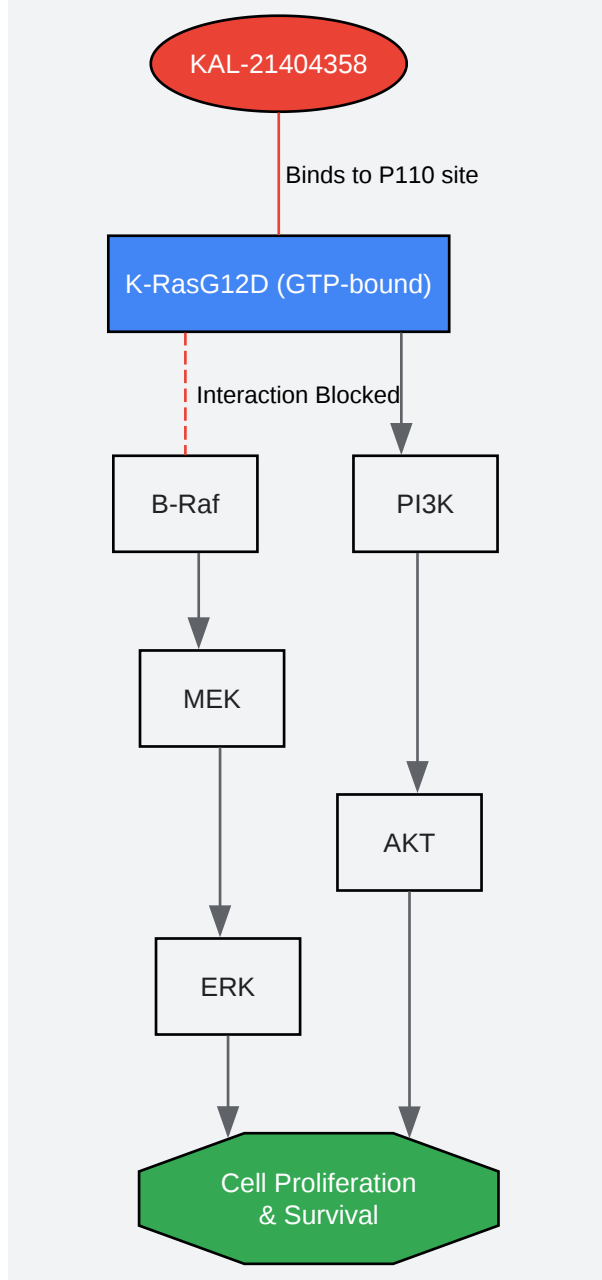 KAL-21404358
Binds to P110 site
K-RasG12D (GTP-bound)
Interaction Blocked
B-Raf
PI3K
MEK
AKT
ERK
Cell Proliferation
& Survival